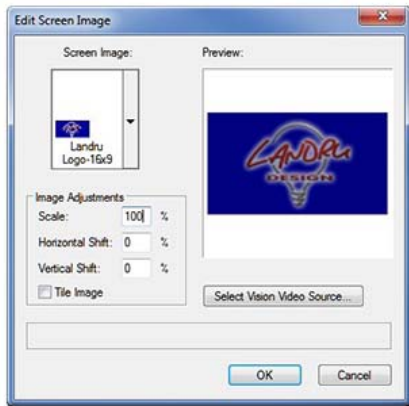 Edit Screen Image
Screen Image:
Preview:
Landru
Logo-16x9
LANDRU
DESIGN
Image Adjustments
Scale: 100 %
Horizontal Shift: 0 %
Vertical Shift: 0 %
Tile Image
Select Vision Video Source...
OK
Cancel